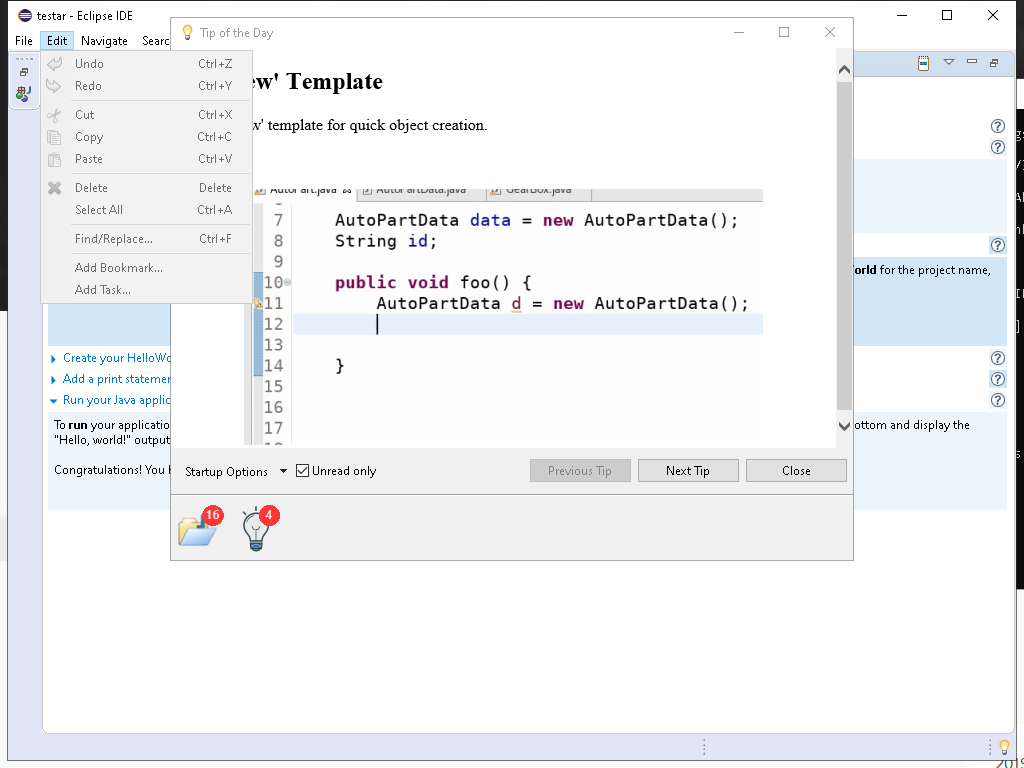 testar - Eclipse IDE
File Edit Navigate Searc
Tip of the Day
Undo Ctrl+Z
Redo Ctrl+Y
Cut Ctrl+X
Copy Ctrl+C
Paste Ctrl+V
Delete Delete
Select All Ctrl+A
Find/Replace... Ctrl+F
Add Bookmark...
Add Task...
ew' Template
w' template for quick object creation.
AutoPart.java AutoPartData.java GearBox.java
7 AutoPartData data = new AutoPartData();
8 String id;
9
10 public void foo() {
11 AutoPartData d = new AutoPartData();
12
13
14 }
15
16
17
orld for the project name,
Create your HelloWo
Add a print statemen
Run your Java applic
To run your applicatio
"Hello, world!" output
ottom and display the
Congratulations! You h
Startup Options Unread only Previous Tip Next Tip Close
16 4
2019